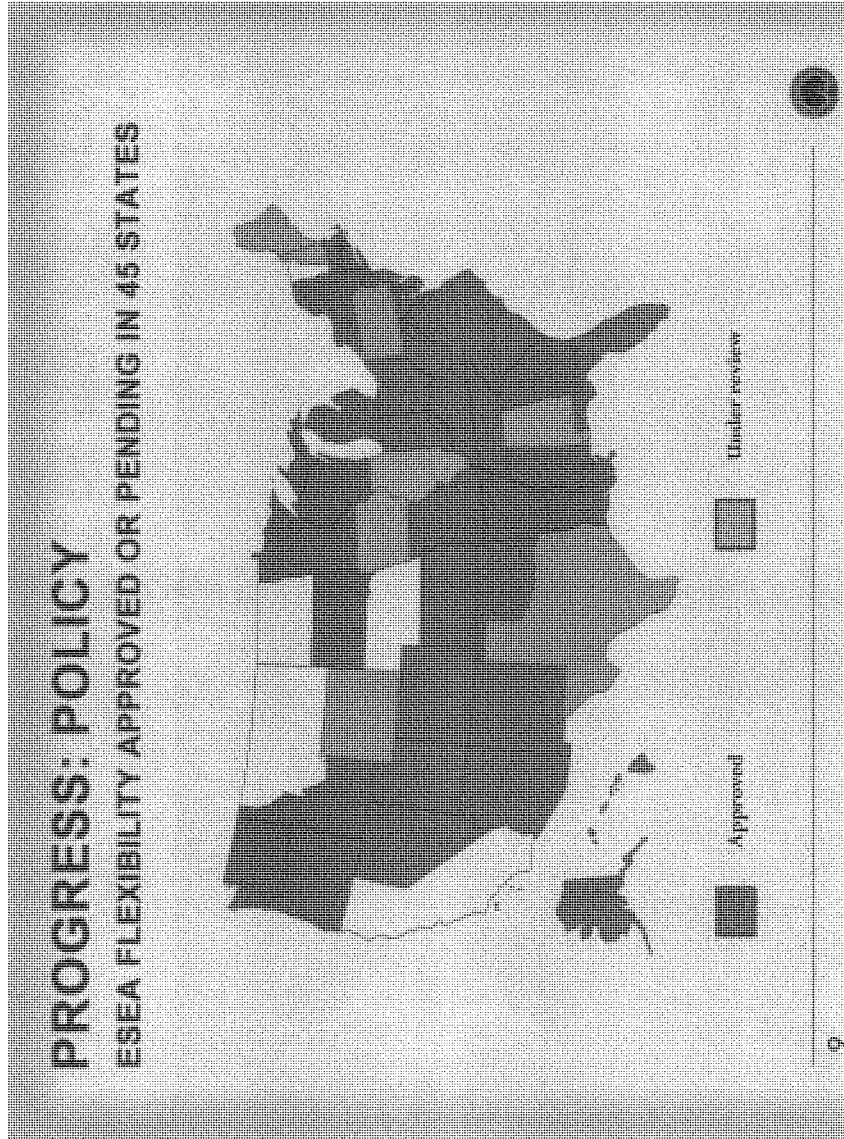 PROGRESS: POLICY
ESEA FLEXIBILITY APPROVED OR PENDING IN 45 STATES
Approved
Under review
9